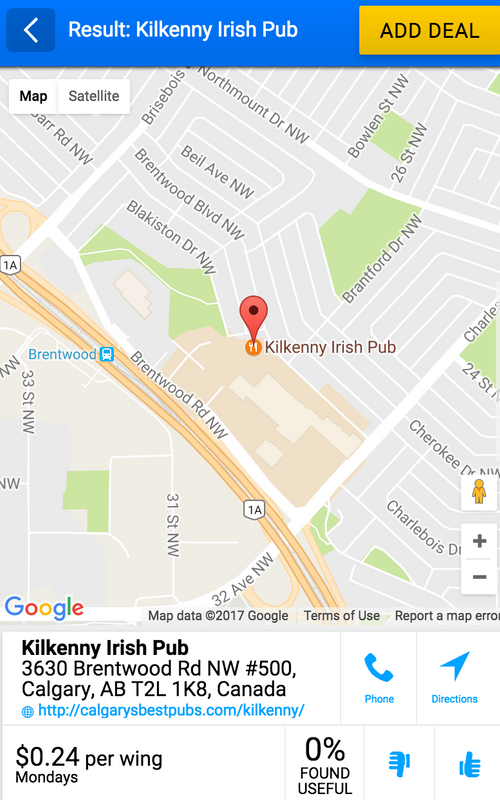 Result: Kilkenny Irish Pub
ADD DEAL
Map
Satellite
Brisebois
Northmount Dr NW
Bowlen St NW
26 St NW
arr Rd NW
Beil Ave NW
Brentwood Blvd NW
Blakiston Dr NW
Brantford Dr NW
1A
Charles
Kilkenny Irish Pub
Brentwood
Brentwood Rd NW
33 St NW
NW
24 St N
Cherokee Dr NW
NW
31 St NW
1A
Charlebois Dr
32 Ave NW
Google
Map data ©2017 Google
Terms of Use
Report a map error
Kilkenny Irish Pub
3630 Brentwood Rd NW #500,
Calgary, AB T2L 1K8, Canada
http://calgarysbestpubs.com/kilkenny/
Phone
Directions
$0.24 per wing
Mondays
0%
FOUND
USEFUL